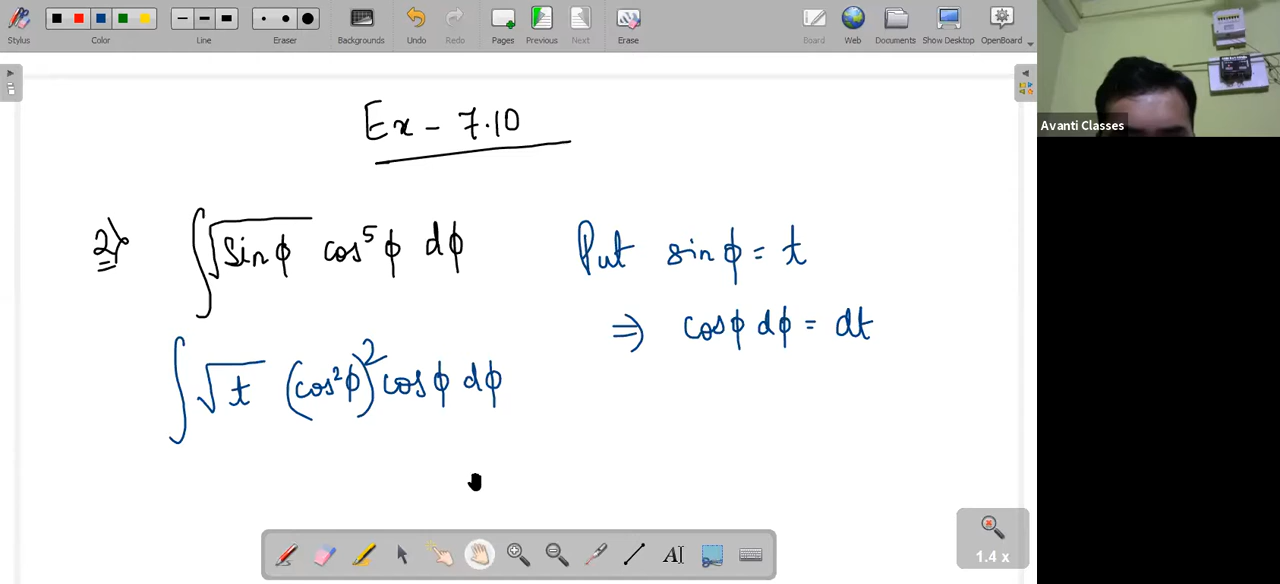 Stylus Color Line Eraser Backgrounds Undo Redo Pages Previous Next Erase Board Web Documents Show Desktop OpenBoard
Avanti Classes
Ex - 7.10
2) ∫√sinϕ cos⁵ϕ dϕ Put sinϕ = t
⇒ cosϕ dϕ = dt
∫√t (cos²ϕ)² cosϕ dϕ
1.4 x